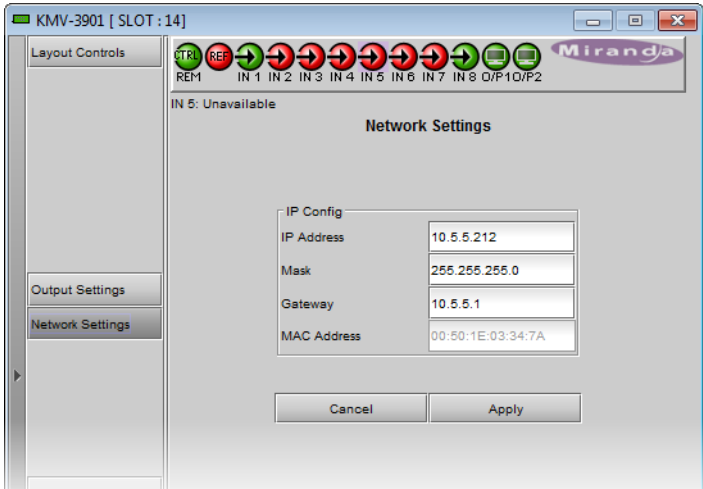 KMV-3901 [ SLOT : 14]
Layout Controls
CTRL REF
Miranda
REM IN 1 IN 2 IN 3 IN 4 IN 5 IN 6 IN 7 IN 8 O/P1 O/P2
IN 5: Unavailable
Network Settings
IP Config
IP Address 10.5.5.212
Mask 255.255.255.0
Output Settings
Gateway 10.5.5.1
Network Settings
MAC Address 00:50:1E:03:34:7A
Cancel Apply